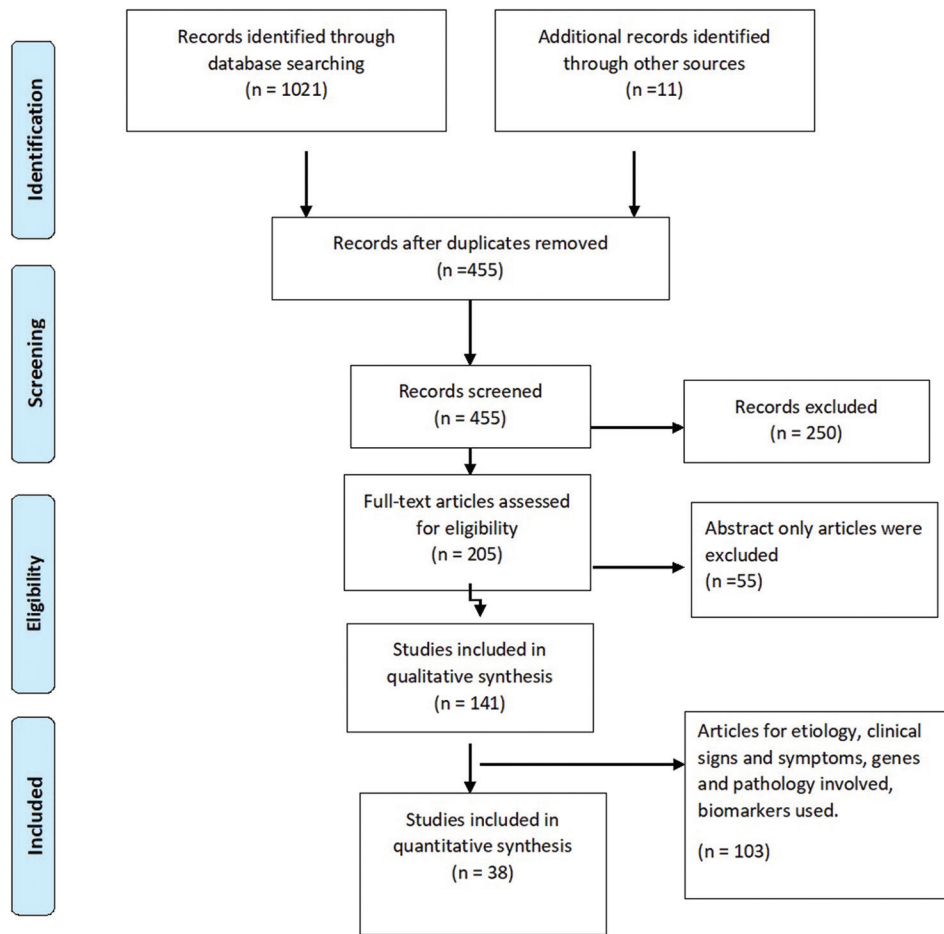 Identification
Records identified through
database searching
(n = 1021)
Additional records identified
through other sources
(n =11)
Records after duplicates removed
(n =455)
Screening
Records screened
(n = 455)
Records excluded
(n = 250)
Eligibility
Full-text articles assessed
for eligibility
(n = 205)
Abstract only articles were
excluded
(n =55)
Studies included in
qualitative synthesis
(n = 141)
Included
Articles for etiology, clinical
signs and symptoms, genes
and pathology involved,
biomarkers used.
(n = 103)
Studies included in
quantitative synthesis
(n = 38)